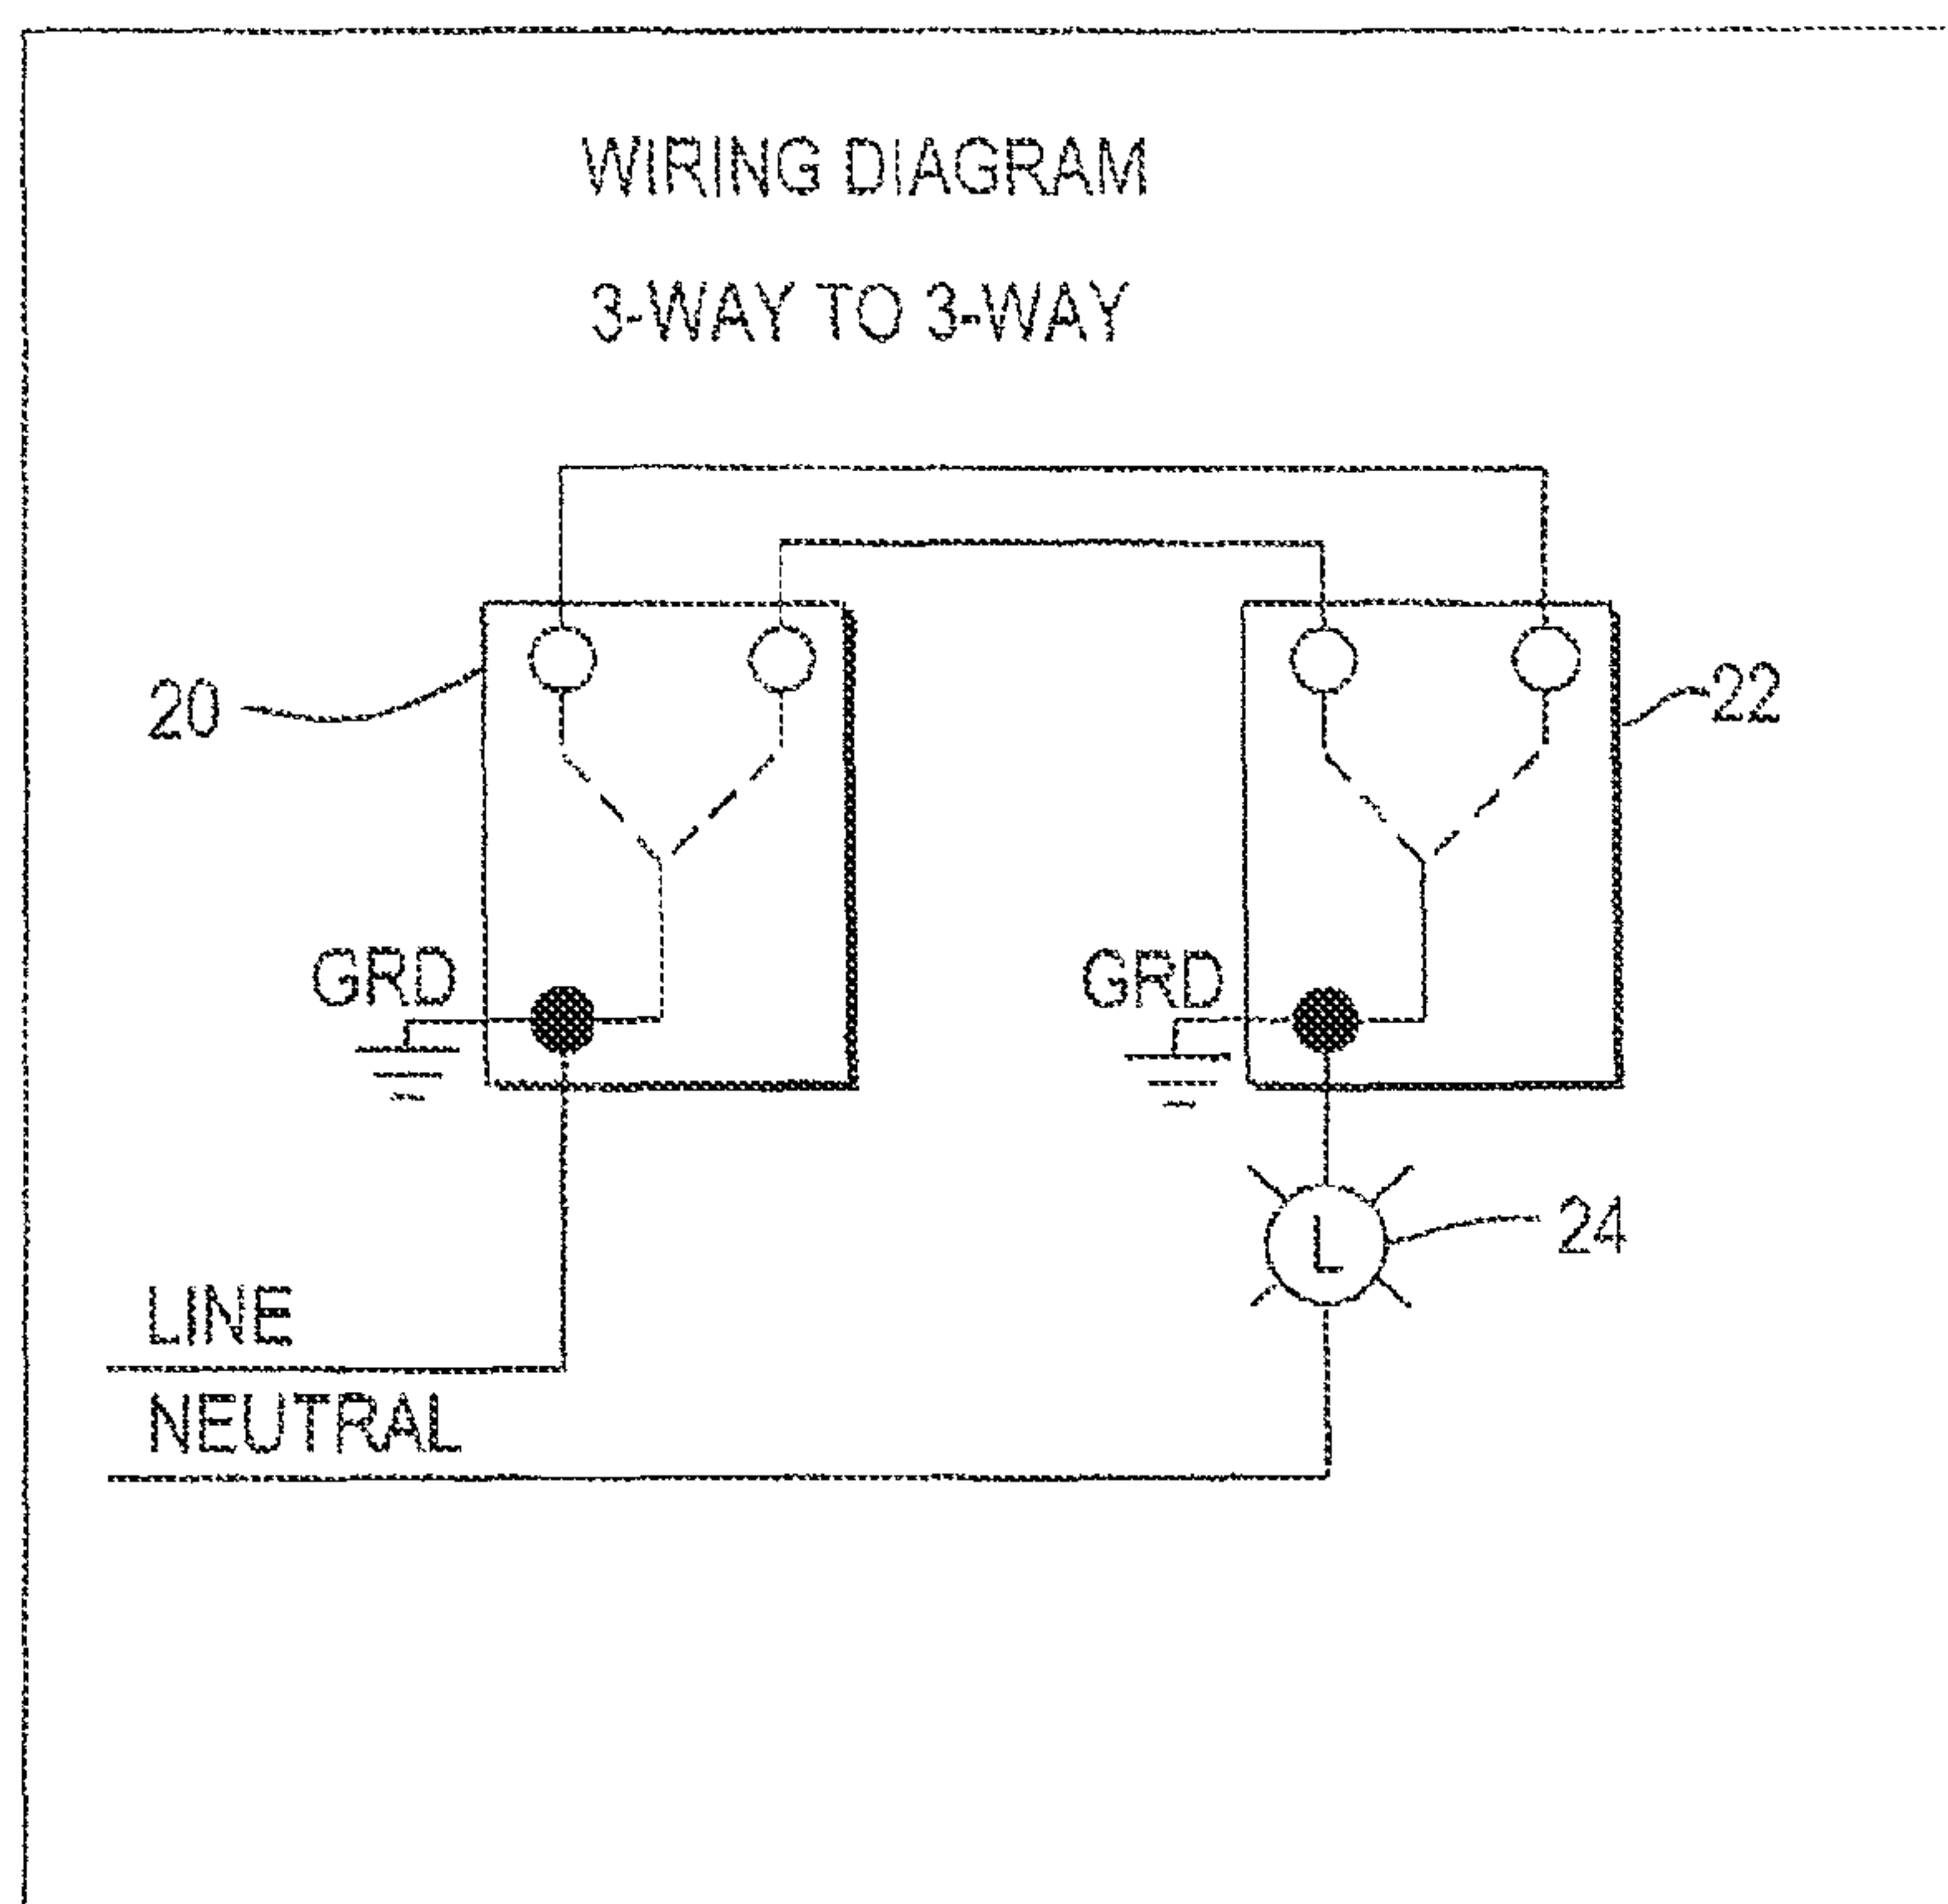 WIRING DIAGRAM
3-WAY TO 3-WAY
20
22
GRD
GRD
L
24
LINE
NEUTRAL